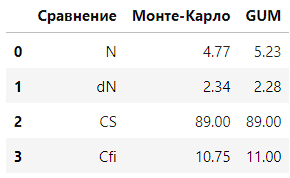 Сравнение Монте-Карло GUM
0 N 4.77 5.23
1 dN 2.34 2.28
2 CS 89.00 89.00
3 Cfi 10.75 11.00